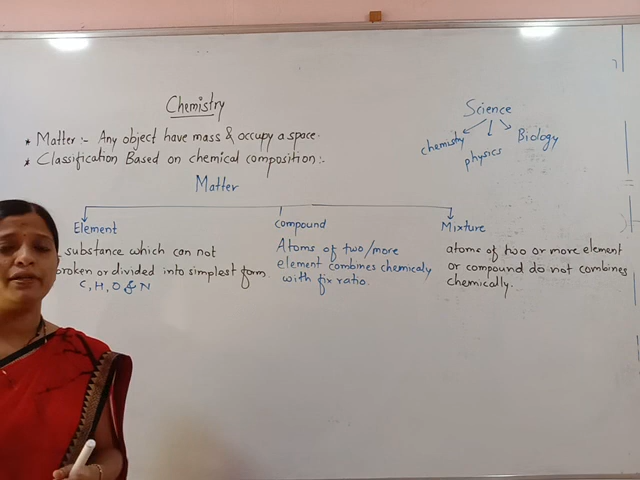 Chemistry
* Matter :- Any object have mass & occupy a space.
* Classification Based on chemical composition :-
Science
chemistry
physics
Biology
Matter
Element
substance which can not
broken or divided into simplest form
C, H, O & N
compound
Atoms of two/more
element combines chemicaly
with fix ratio.
Mixture
atoms of two or more element
or compound do not combines
chemically.